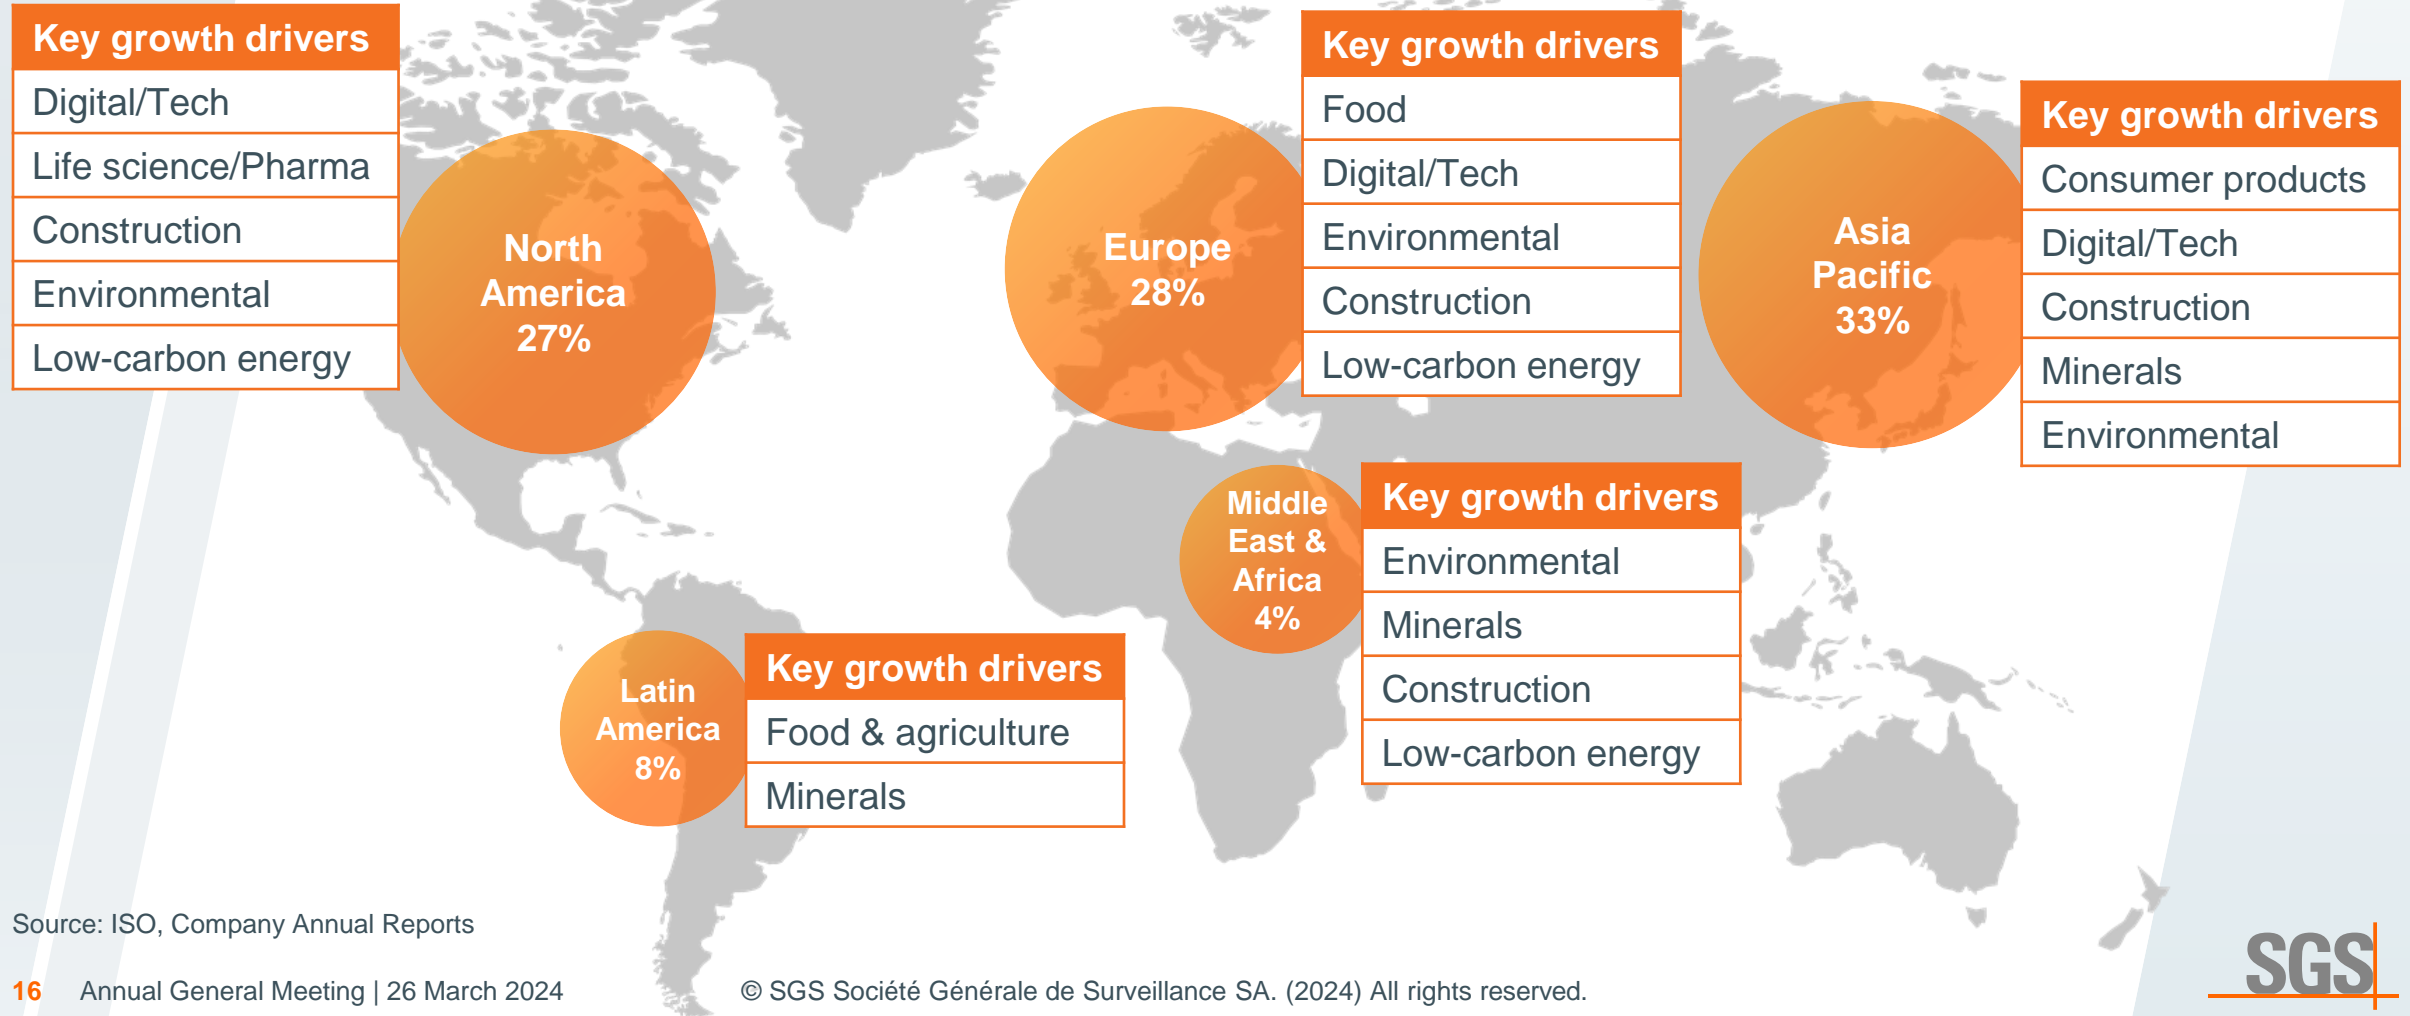 Key growth drivers
Digital/Tech
Life science/Pharma
Construction
Environmental
Low-carbon energy
North
America
27%
Europe
28%
Key growth drivers
Food
Digital/Tech
Environmental
Construction
Low-carbon energy
Asia
Pacific
33%
Key growth drivers
Consumer products
Digital/Tech
Construction
Minerals
Environmental
Middle
East &
Africa
4%
Key growth drivers
Environmental
Minerals
Construction
Low-carbon energy
Latin
America
8%
Key growth drivers
Food & agriculture
Minerals
Source: ISO, Company Annual Reports
16 Annual General Meeting | 26 March 2024
© SGS Société Générale de Surveillance SA. (2024) All rights reserved.
SGS